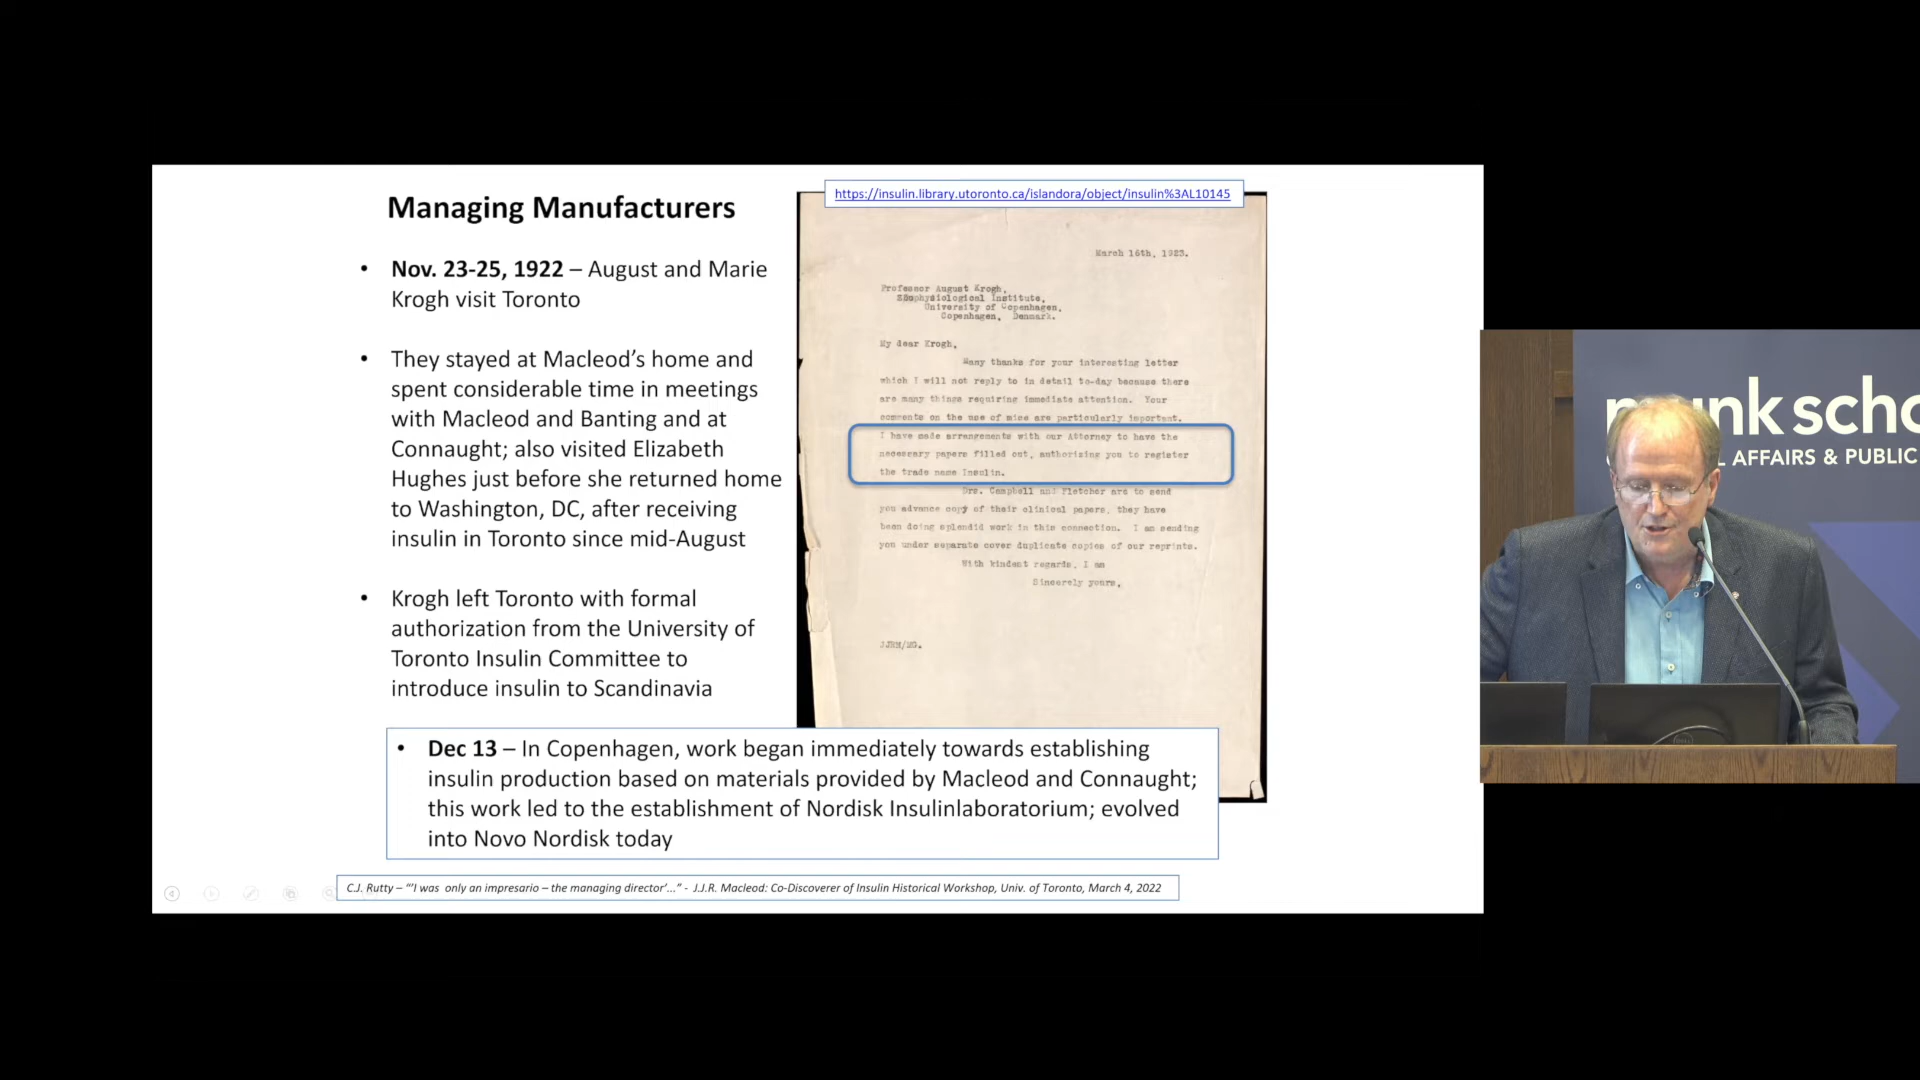 Managing Manufacturers
• Nov. 23-25, 1922 – August and Marie
Krogh visit Toronto
• They stayed at Macleod's home and
spent considerable time in meetings
with Macleod and Banting and at
Connaught; also visited Elizabeth
Hughes just before she returned home
to Washington, DC, after receiving
insulin in Toronto since mid-August
• Krogh left Toronto with formal
authorization from the University of
Toronto Insulin Committee to
introduce insulin to Scandinavia
• Dec 13 – In Copenhagen, work began immediately towards establishing
insulin production based on materials provided by Macleod and Connaught;
this work led to the establishment of Nordisk Insulinlaboratorium; evolved
into Novo Nordisk today
https://insulin.library.utoronto.ca/islandora/object/insulin%3AL10145
March 16th, 1923.
Professor August Krogh,
Zoophysiological Institute,
University of Copenhagen,
Copenhagen, Denmark.
My dear Krogh,
Many thanks for your interesting letter
which I will not reply to in detail to-day because there
are many things requiring immediate attention. Your
comments on the use of mice are particularly important.
I have made arrangements with our Attorney to have the
necessary papers filled out, authorizing you to register
the trade name Insulin.
Drs. Campbell and Fletcher are to send
you advance copy of their clinical papers, they have
been doing splendid work in this connection. I am sending
you under separate cover duplicate copies of our reprints.
With kindest regards, I am
Sincerely yours,
JJRM/MG.
C.J. Rutty – "'I was only an impresario – the managing director'..." - J.J.R. Macleod: Co-Discoverer of Insulin Historical Workshop, Univ. of Toronto, March 4, 2022
nk scho
AFFAIRS & PUBLIC